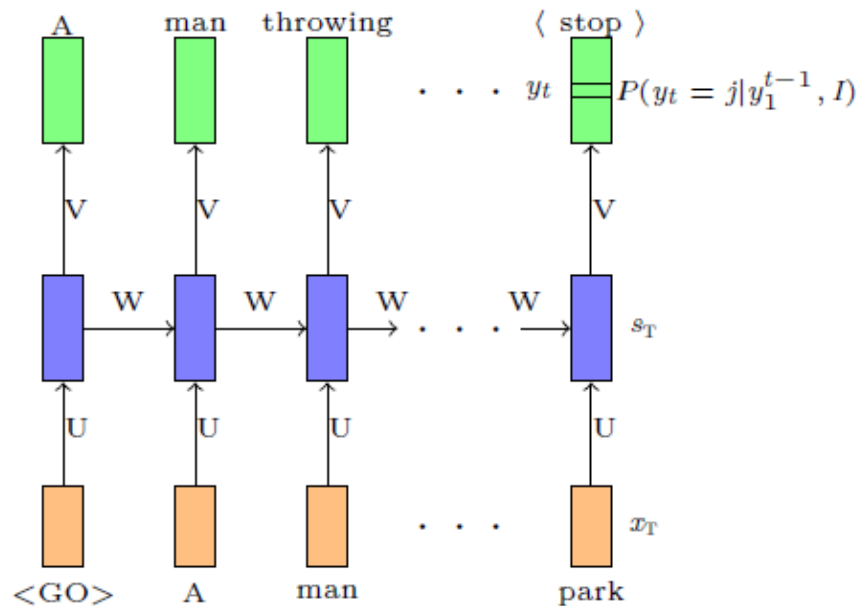 A man throwing ⟨ stop ⟩
. . . y_t P(y_t = j|y_1^{t−1}, I)
V V V V
W W W W
. . . s_T
U U U U
. . . x_T
<GO> A man park